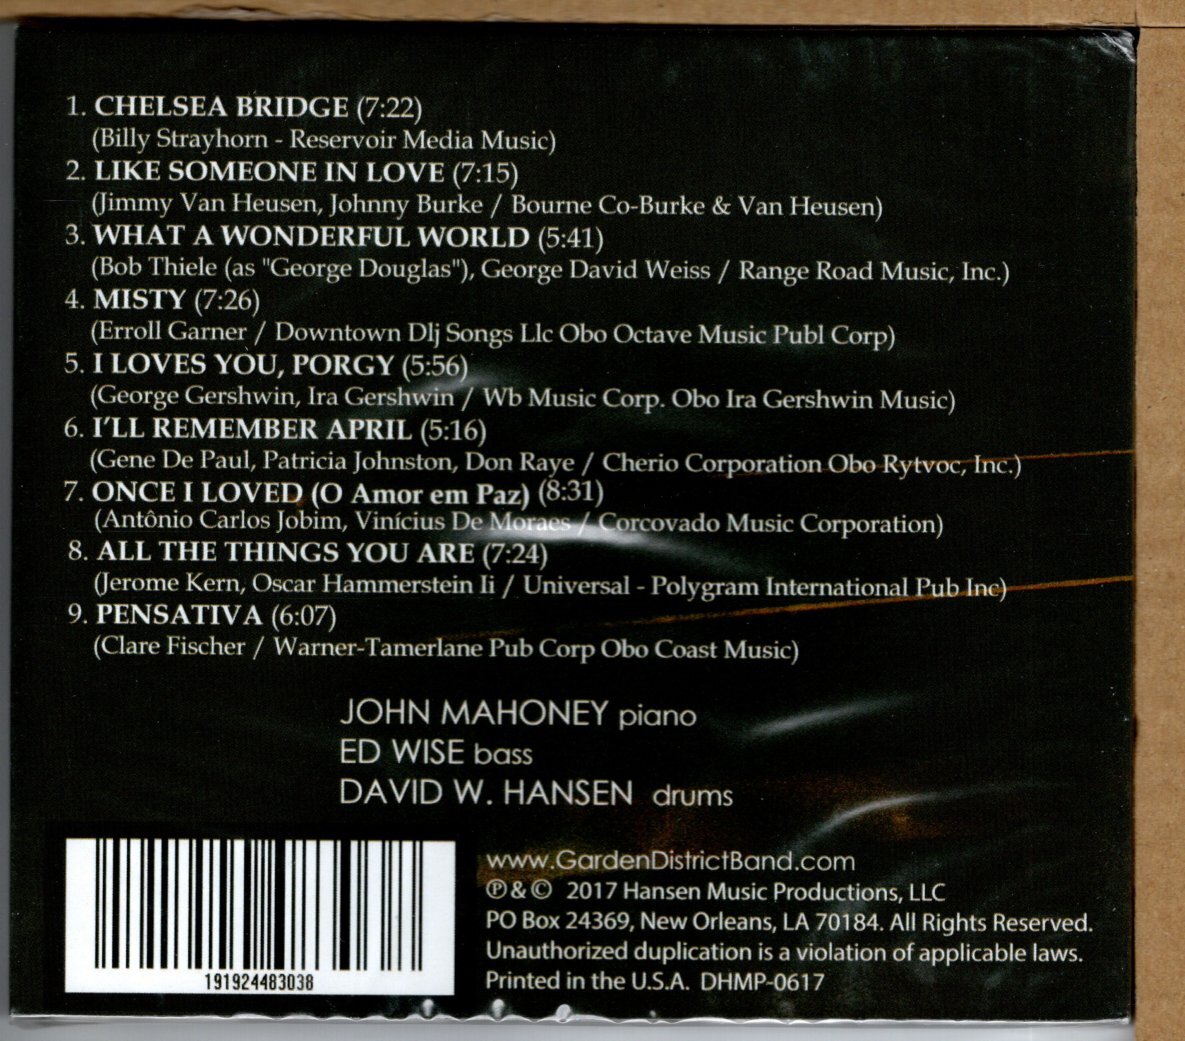 1. CHELSEA BRIDGE (7:22)
(Billy Strayhorn - Reservoir Media Music)
2. LIKE SOMEONE IN LOVE (7:15)
(Jimmy Van Heusen, Johnny Burke / Bourne Co-Burke & Van Heusen)
3. WHAT A WONDERFUL WORLD (5:41)
(Bob Thiele (as "George Douglas"), George David Weiss / Range Road Music, Inc.)
4. MISTY (7:26)
(Erroll Garner / Downtown Dlj Songs Llc Obo Octave Music Publ Corp)
5. I LOVES YOU, PORGY (5:56)
(George Gershwin, Ira Gershwin / Wb Music Corp. Obo Ira Gershwin Music)
6. I'LL REMEMBER APRIL (5:16)
(Gene De Paul, Patricia Johnston, Don Raye / Cherio Corporation Obo Rytvoc, Inc.)
7. ONCE I LOVED (O Amor em Paz) (8:31)
(Antônio Carlos Jobim, Vinícius De Moraes / Corcovado Music Corporation)
8. ALL THE THINGS YOU ARE (7:24)
(Jerome Kern, Oscar Hammerstein Ii / Universal - Polygram International Pub Inc)
9. PENSATIVA (6:07)
(Clare Fischer / Warner-Tamerlane Pub Corp Obo Coast Music)
JOHN MAHONEY piano
ED WISE bass
DAVID W. HANSEN drums
www.GardenDistrictBand.com
℗ & © 2017 Hansen Music Productions, LLC
PO Box 24369, New Orleans, LA 70184. All Rights Reserved.
Unauthorized duplication is a violation of applicable laws.
Printed in the U.S.A. DHMP-0617
191924483038